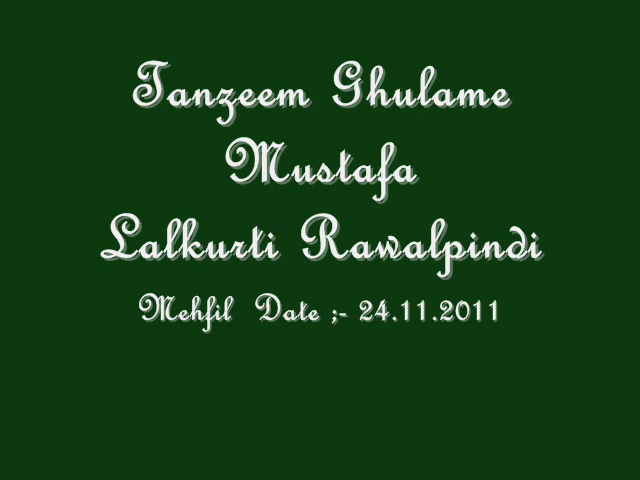 Tanzeem Ghulame
Mustafa
Lalkurti Rawalpindi
Mehfil Date ;- 24.11.2011